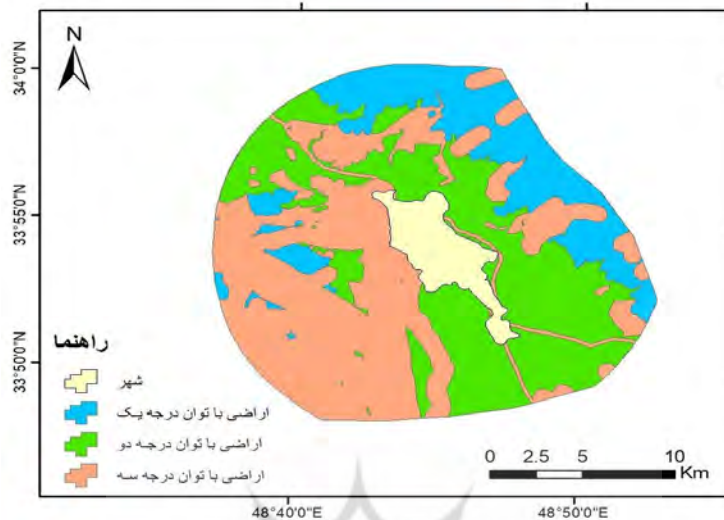 N
34°0'0"N
33°55'0"N
33°50'0"N
راهنما
شهر
اراضی با توان درجه یک
اراضی با توان درجه دو
اراضی با توان درجه سه
0 2.5 5 10
Km
48°40'0"E 48°50'0"E